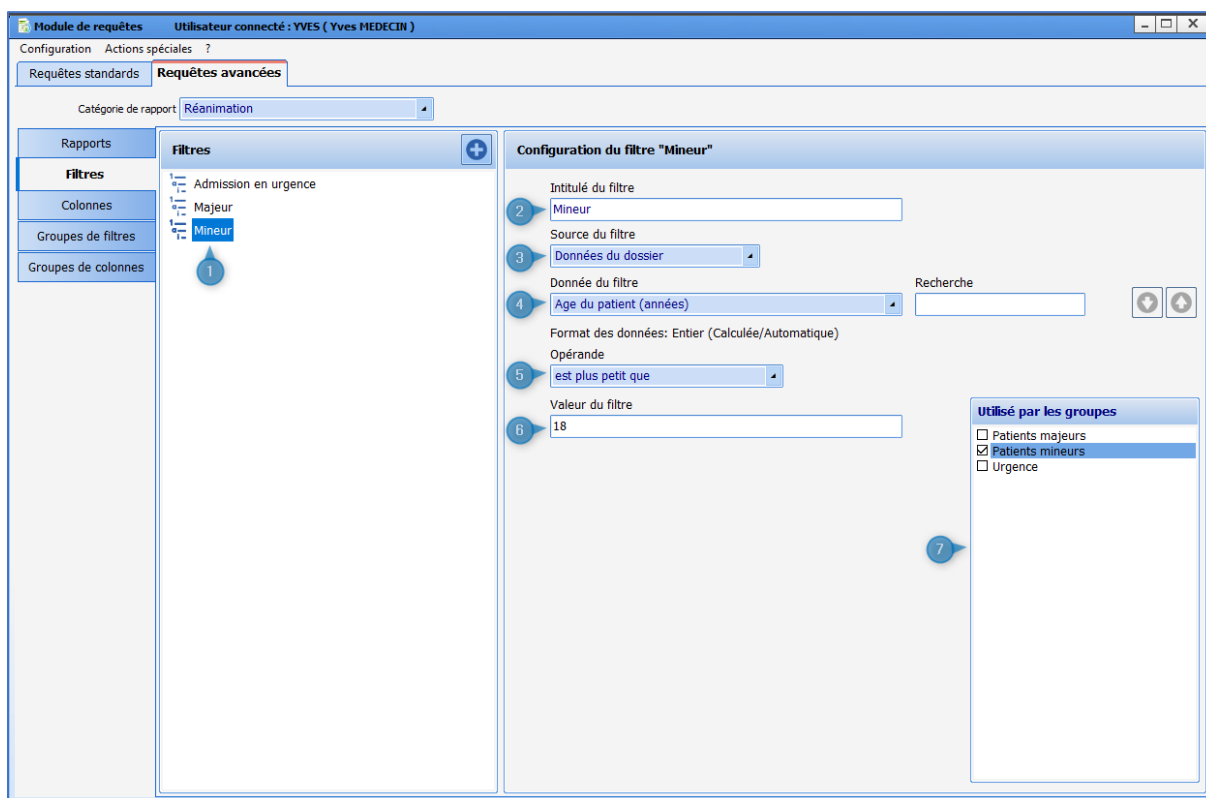 Module de requêtes Utilisateur connecté : YVES ( Yves MEDECIN )
Configuration Actions spéciales ?
Requêtes standards Requêtes avancées
Catégorie de rapport Réanimation
Rapports
Filtres
Colonnes
Groupes de filtres
Groupes de colonnes
Filtres
Admission en urgence
Majeur
Mineur
1
Configuration du filtre "Mineur"
Intitulé du filtre
2 Mineur
Source du filtre
3 Données du dossier
Donnée du filtre Recherche
4 Age du patient (années)
Format des données: Entier (Calculée/Automatique)
Opérande
5 est plus petit que
Valeur du filtre
6 18
Utilisé par les groupes
Patients majeurs
Patients mineurs
Urgence
7